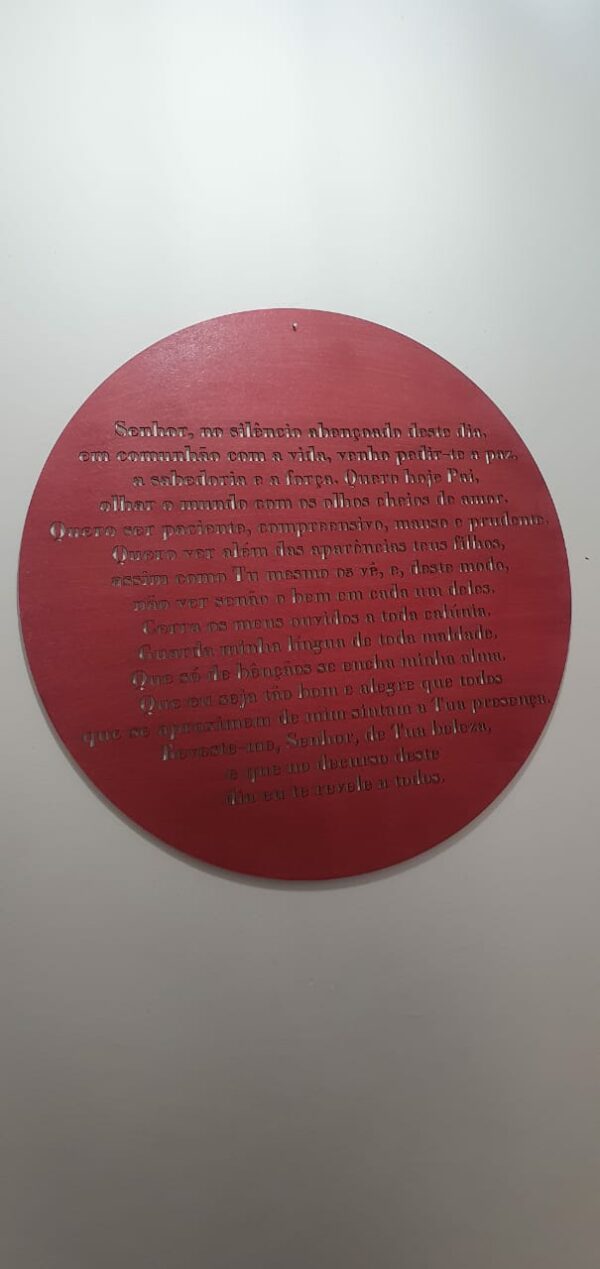 Senhor, no silêncio abençoado deste dia,
em comunhão com a vida, venho pedir-te a paz,
a sabedoria e a força. Quero hoje Pai,
olhar o mundo com os olhos cheios de amor.
Quero ser paciente, compreensivo, manso e prudente.
Quero ver além das aparências teus filhos,
assim como Tu mesmo os vê, e, deste modo,
não ver senão o bem em cada um deles.
Cerra os meus ouvidos a toda calúnia.
Guarda minha língua de toda maldade.
Que só de bênçãos se encha minha alma.
Que eu seja tão bom e alegre que todos
que se aproximem de mim sintam a Tua presença.
Reveste-me, Senhor, de Tua beleza,
e que no decurso deste
dia eu te revele a todos.